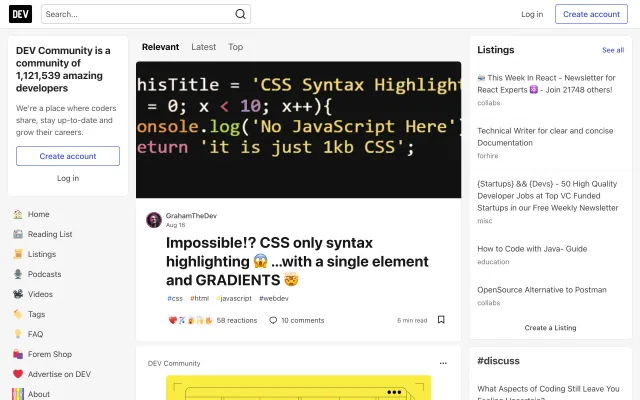 DEV
Search...
Log in
Create account
DEV Community is a
community of
1,121,539 amazing
developers
We're a place where coders
share, stay up-to-date and
grow their careers.
Create account
Log in
Home
Reading List
Listings
Podcasts
Videos
Tags
FAQ
Forem Shop
Advertise on DEV
About
Relevant
Latest
Top
hisTitle = 'CSS Syntax Highlight
= 0; x < 10; x++){
onsole.log('No JavaScript Here')
eturn 'it is just 1kb CSS';
GrahamTheDev
Aug 16
Impossible!? CSS only syntax
highlighting 😱 ...with a single element
and GRADIENTS 🤯
#css #html #javascript #webdev
58 reactions
10 comments
6 min read
DEV Community
Listings
See all
This Week In React - Newsletter for
React Experts ⚛️ - Join 21748 others!
collabs
Technical Writer for clear and concise
Documentation
forhire
{Startups} && {Devs} - 50 High Quality
Developer Jobs at Top VC Funded
Startups in our Free Weekly Newsletter
misc
How to Code with Java- Guide
education
OpenSource Alternative to Postman
collabs
Create a Listing
#discuss
What Aspects of Coding Still Leave You
Feeling Uncertain?